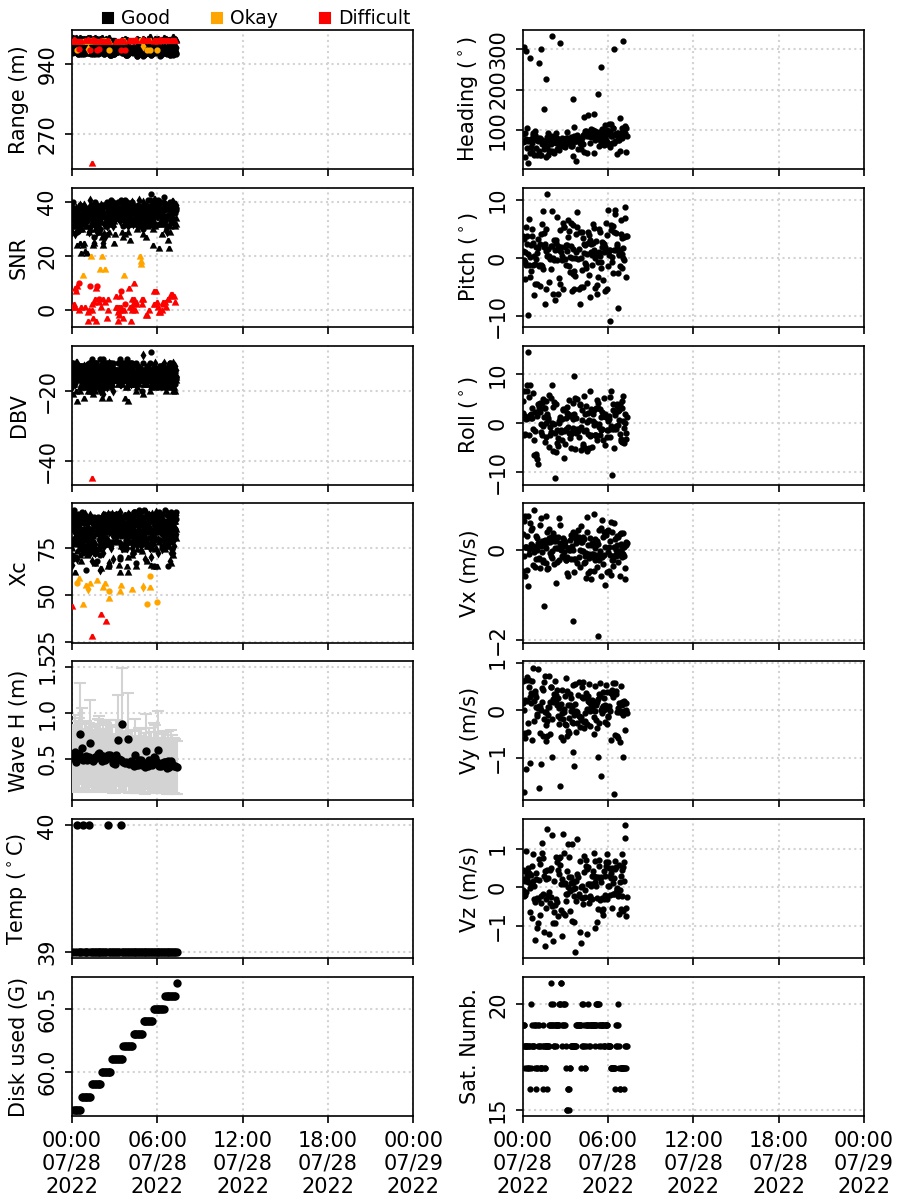 Good Okay Difficult
Range (m)
940
270
Heading (°)
300
200
100
SNR
40
20
0
Pitch (°)
10
0
−10
DBV
−20
−40
Roll (°)
10
0
−10
Xc
75
50
25
Vx (m/s)
0
−2
Wave H (m)
1.5
1.0
0.5
Vy (m/s)
1
0
−1
Temp (°C)
40
39
Vz (m/s)
1
0
−1
Disk used (G)
60.5
60.0
Sat. Numb.
20
15
00:00 06:00 12:00 18:00 00:00
07/28 07/28 07/28 07/28 07/29
2022 2022 2022 2022 2022
00:00 06:00 12:00 18:00 00:00
07/28 07/28 07/28 07/28 07/29
2022 2022 2022 2022 2022